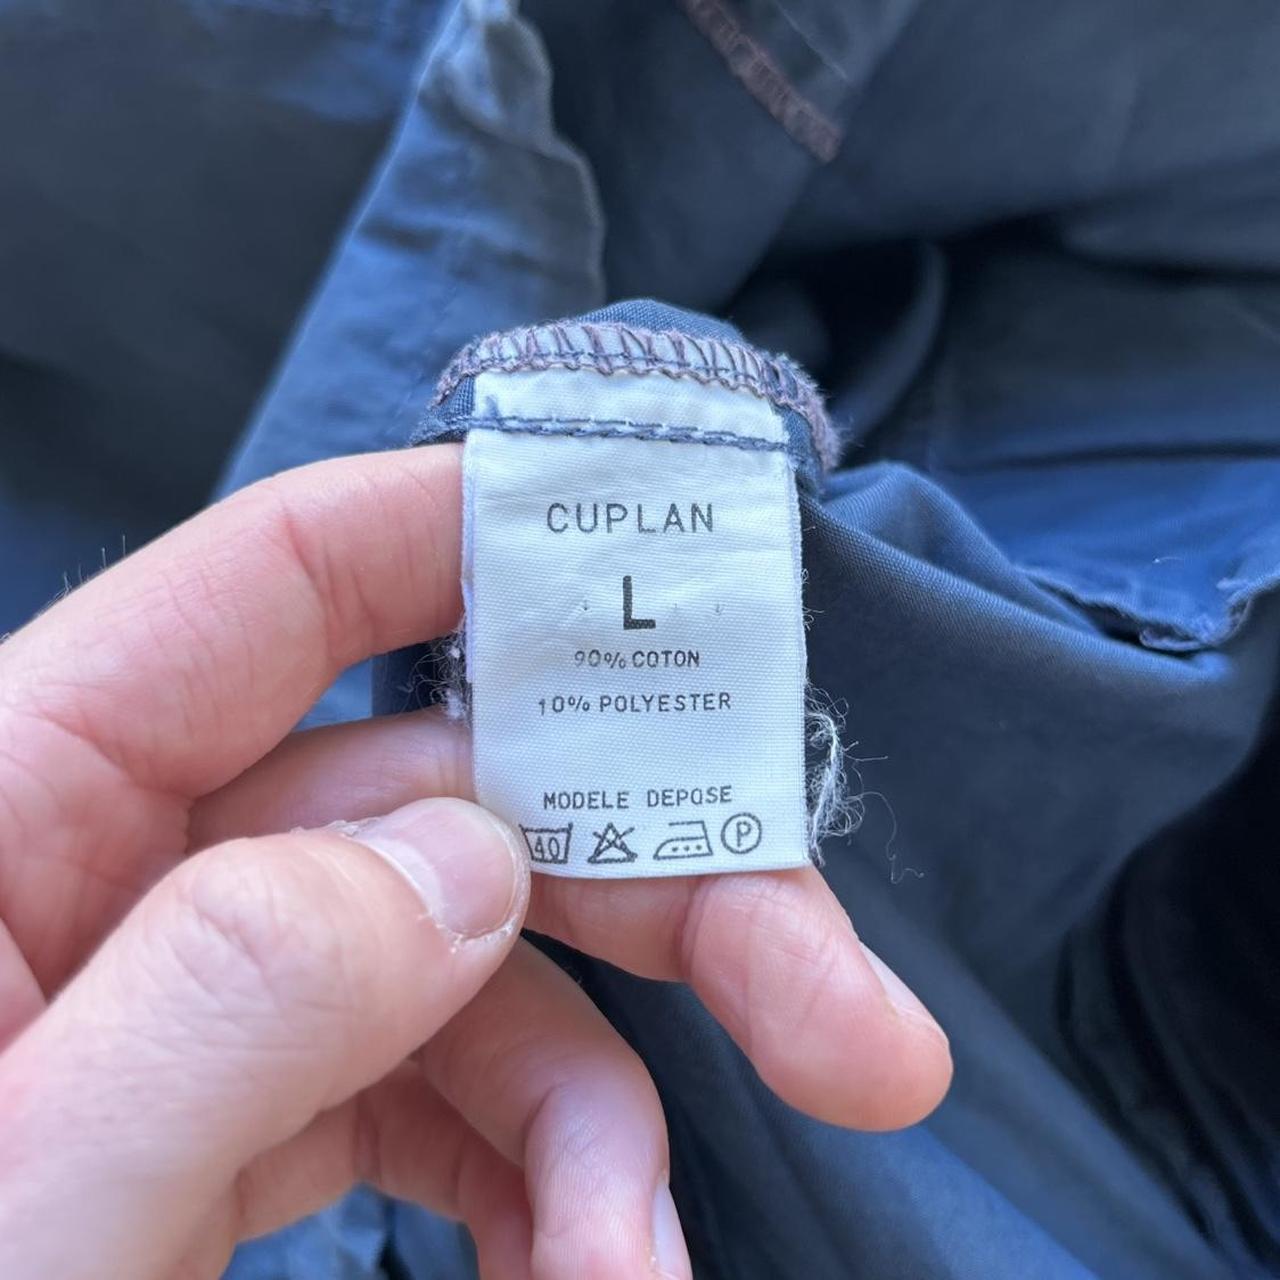 CUPLAN
L
90% COTON
10% POLYESTER
MODELE DEPOSE
40 P